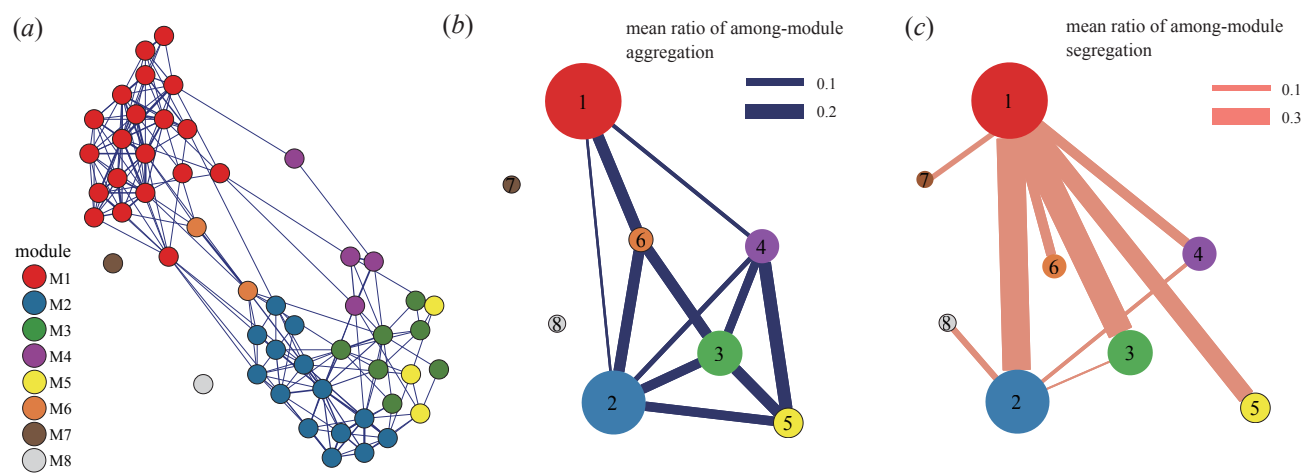 (a)
module
M1
M2
M3
M4
M5
M6
M7
M8
(b)
mean ratio of among-module
aggregation
0.1
0.2
1
7
6
4
8
3
2
5
(c)
mean ratio of among-module
segregation
0.1
0.3
1
7
4
6
8
3
2
5